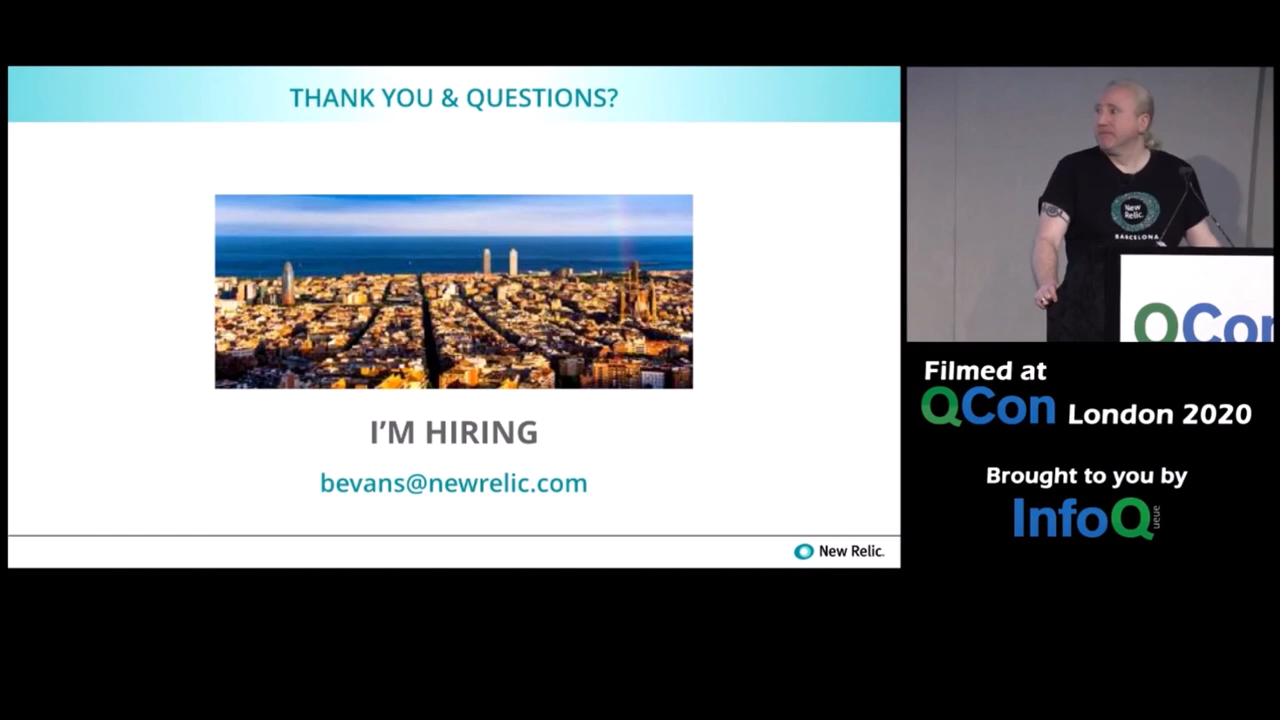 THANK YOU & QUESTIONS?
I'M HIRING
bevans@newrelic.com
New Relic.
New
Relic.
BARCELONA
QCon
Filmed at
QCon London 2020
Brought to you by
InfoQ
ueue